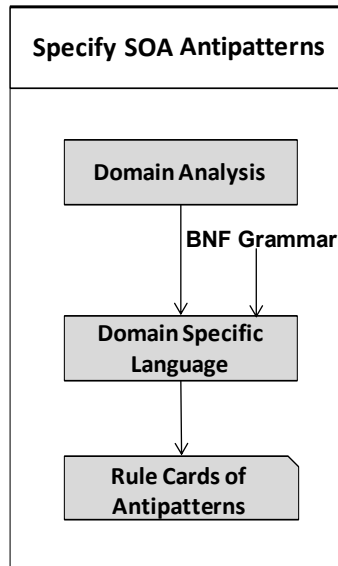 Specify SOA Antipatterns
Domain Analysis
BNF Grammar
Domain Specific
Language
Rule Cards of
Antipatterns